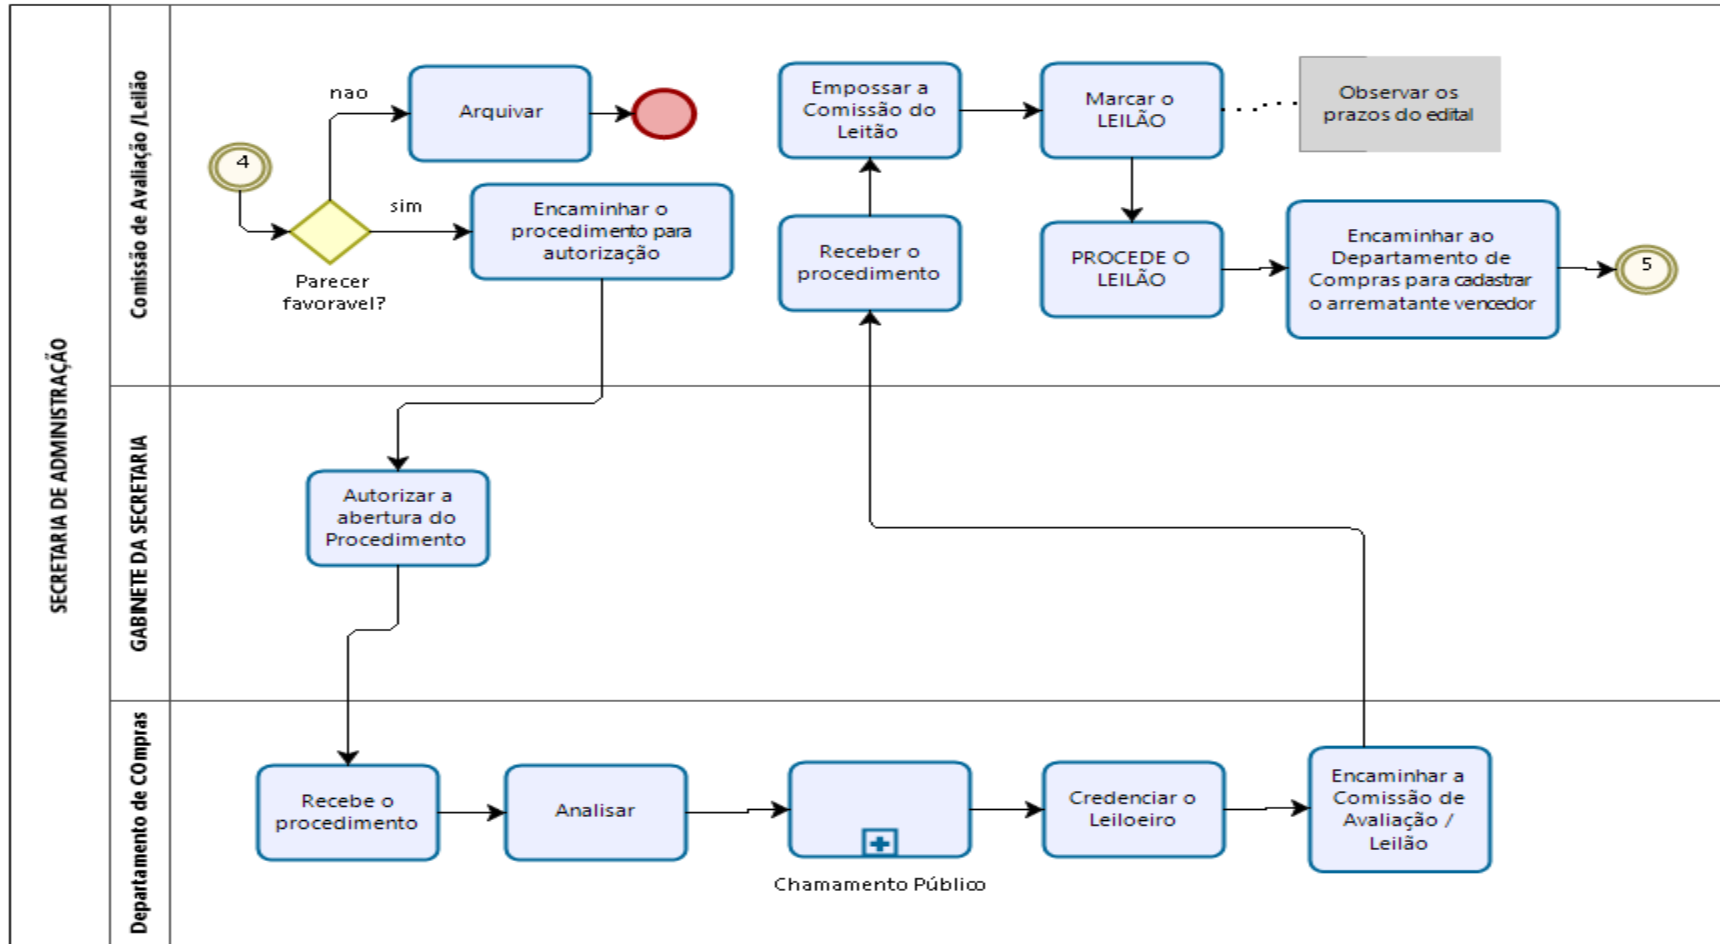 SECRETARIA DE ADMINISTRAÇÃO
Comissão de Avaliação /Leilão
4
nao
Arquivar
sim
Parecer
favoravel?
Encaminhar o
procedimento para
autorização
Empossar a
Comissão do
Leitão
Marcar o
LEILÃO
Observar os
prazos do edital
Receber o
procedimento
PROCEDE O
LEILÃO
Encaminhar ao
Departamento de
Compras para cadastrar
o arrematante vencedor
5
GABINETE DA SECRETARIA
Autorizar a
abertura do
Procedimento
Departamento de COmpras
Recebe o
procedimento
Analisar
Chamamento Público
Credenciar o
Leiloeiro
Encaminhar a
Comissão de
Avaliação /
Leilão